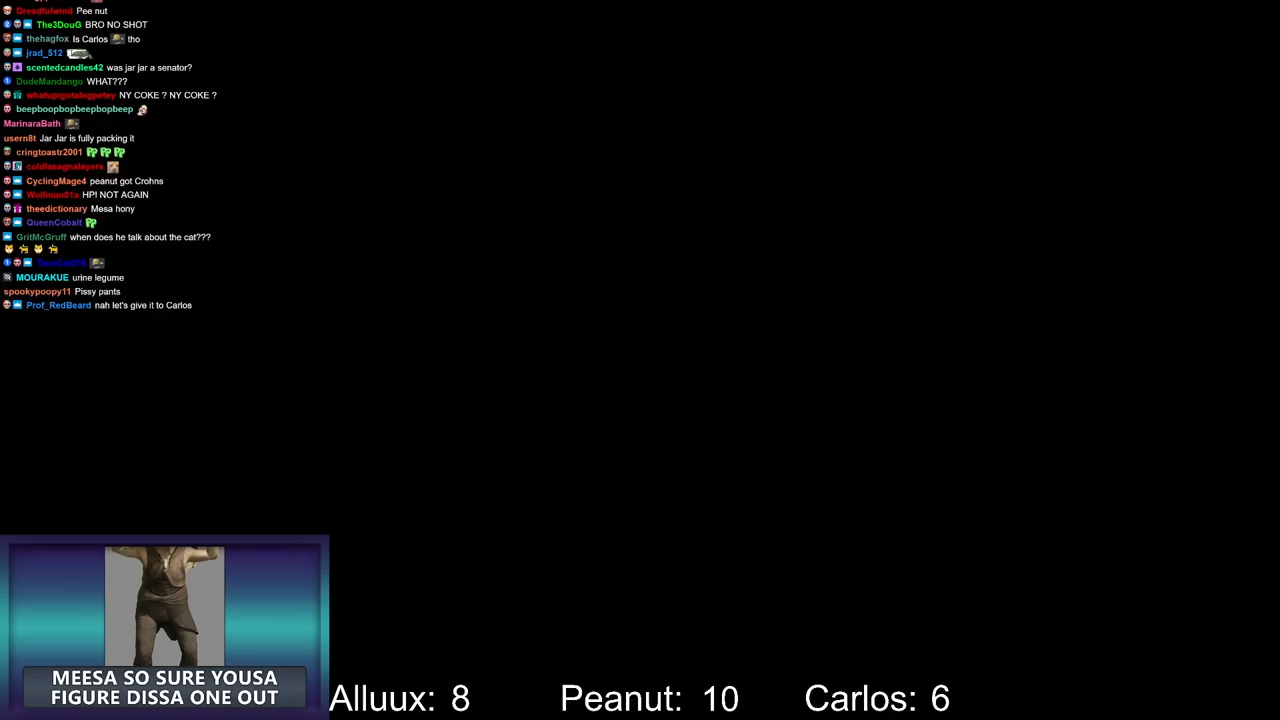 Dreadfulwind Pee nut
The3DouG BRO NO SHOT
thehagfox Is Carlos tho
jrad_512
scentedcandles42 was jar jar a senator?
DudeMandango WHAT???
whatupigotabigpetey NY COKE ? NY COKE ?
beepboopbopbeepbopbeep
MarinaraBath
usern8t Jar Jar is fully packing it
cringtoastr2001
coldlasagnalayers
CyclingMage4 peanut got Crohns
Wolfman01a HP! NOT AGAIN
theedictionary Mesa hony
QueenCobalt
GritMcGruff when does he talk about the cat???
MOURAKUE urine legume
spookypoopy11 Pissy pants
Prof_RedBeard nah let's give it to Carlos
MEESA SO SURE YOUSA
FIGURE DISSA ONE OUT
Alluux: 8 Peanut: 10 Carlos: 6